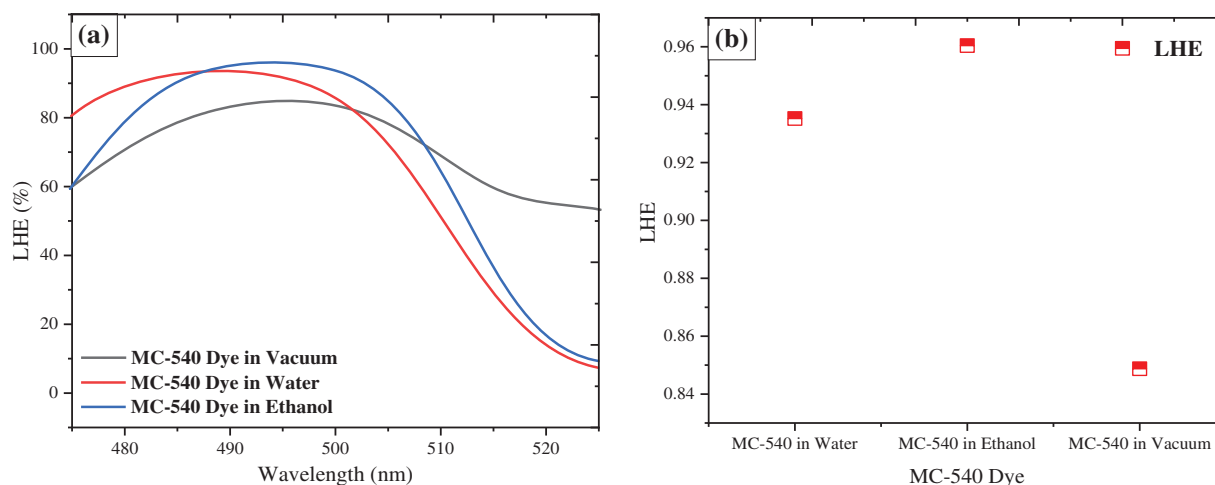 (a)
100
80
60
40
20
0
LHE (%)
MC-540 Dye in Vacuum
MC-540 Dye in Water
MC-540 Dye in Ethanol
480 490 500 510 520
Wavelength (nm)
(b)
LHE
0.96
0.94
0.92
0.90
0.88
0.86
0.84
LHE
MC-540 in Water MC-540 in Ethanol MC-540 in Vacuum
MC-540 Dye